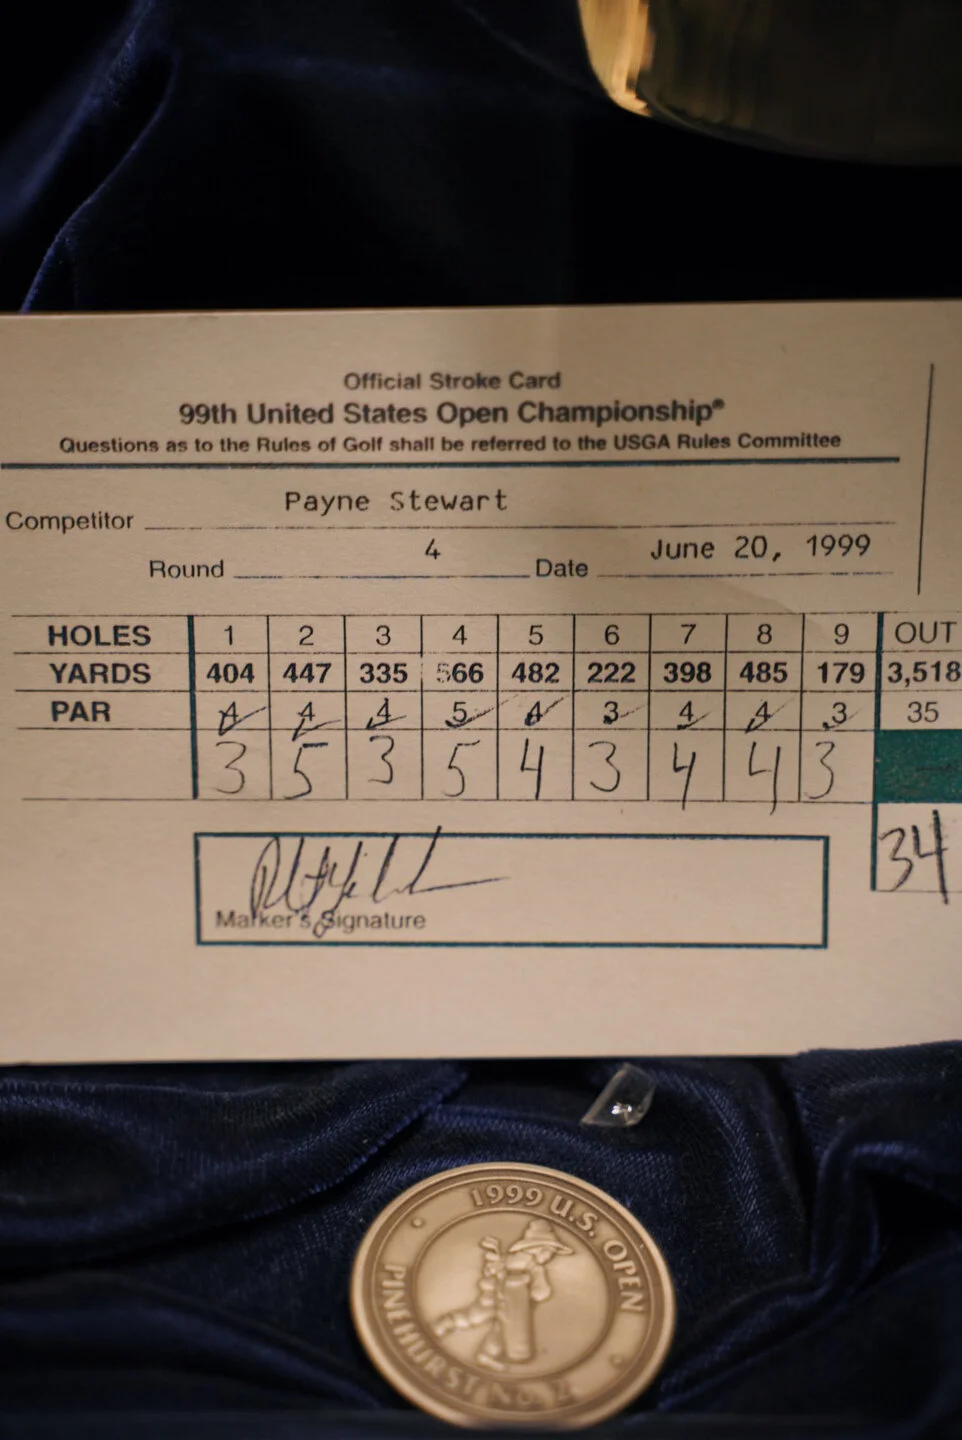 Official Stroke Card
99th United States Open Championship®
Questions as to the Rules of Golf shall be referred to the USGA Rules Committee
Competitor Payne Stewart
Round 4 Date June 20, 1999
HOLES 1 2 3 4 5 6 7 8 9 OUT
YARDS 404 447 335 566 482 222 398 485 179 3,518
PAR 4 4 4 5 4 3 4 4 3 35
3 5 3 5 4 3 4 4 3
34
Marker's Signature
1999 U.S. OPEN
PINEHURST No. 2